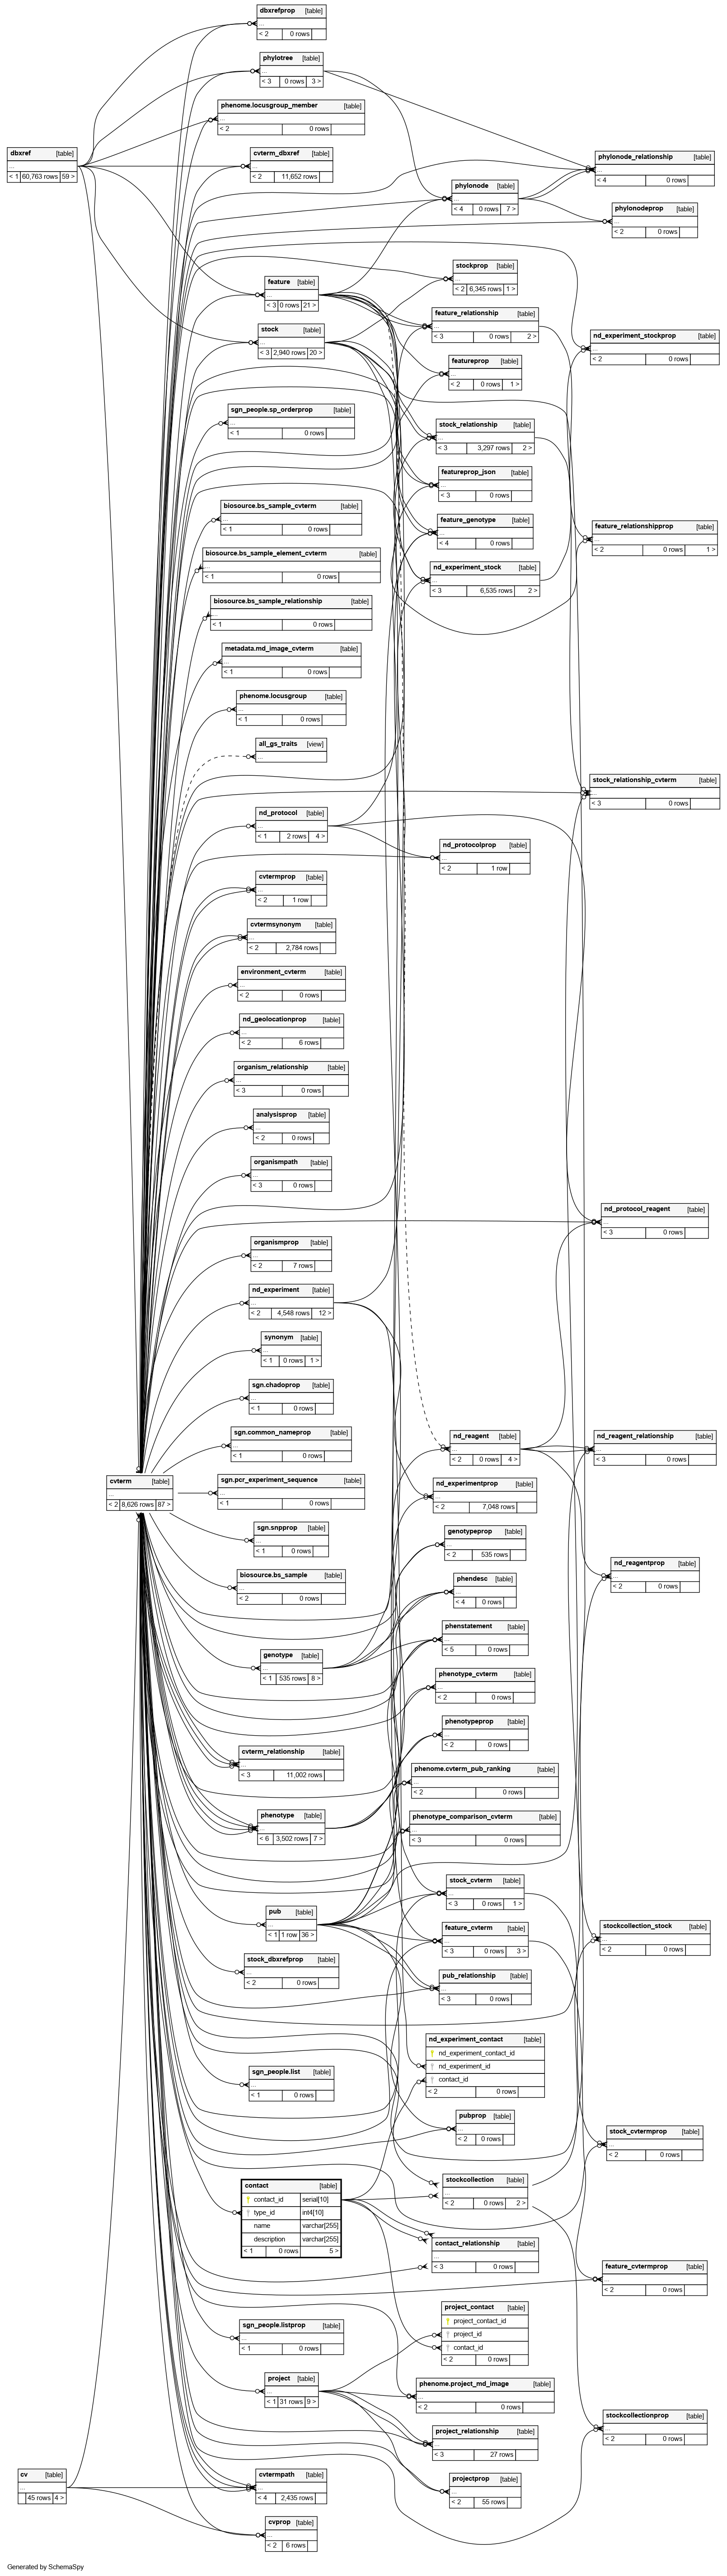 dbxrefprop [table]
...
< 2 0 rows
phylotree [table]
...
< 3 0 rows 3 >
phenome.locusgroup_member [table]
...
< 2 0 rows
dbxref [table]
...
< 1 60,763 rows 59 >
cvterm_dbxref [table]
...
< 2 11,652 rows
phylonode_relationship [table]
...
< 4 0 rows
phylonode [table]
...
< 4 0 rows 7 >
phylonodeprop [table]
...
< 2 0 rows
stockprop [table]
...
< 2 6,345 rows 1 >
feature [table]
...
< 3 0 rows 21 >
feature_relationship [table]
...
< 3 0 rows 2 >
stock [table]
...
< 3 2,940 rows 20 >
nd_experiment_stockprop [table]
...
< 2 0 rows
featureprop [table]
...
< 2 0 rows 1 >
sgn_people.sp_orderprop [table]
...
< 1 0 rows
stock_relationship [table]
...
< 3 3,297 rows 2 >
featureprop_json [table]
...
< 3 0 rows
biosource.bs_sample_cvterm [table]
...
< 1 0 rows
feature_genotype [table]
...
< 4 0 rows
feature_relationshipprop [table]
...
< 2 0 rows 1 >
biosource.bs_sample_element_cvterm [table]
...
< 1 0 rows
nd_experiment_stock [table]
...
< 3 6,535 rows 2 >
biosource.bs_sample_relationship [table]
...
< 1 0 rows
metadata.md_image_cvterm [table]
...
< 1 0 rows
phenome.locusgroup [table]
...
< 1 0 rows
all_gs_traits [view]
...
stock_relationship_cvterm [table]
...
< 3 0 rows
nd_protocol [table]
...
< 1 2 rows 4 >
nd_protocolprop [table]
...
< 2 1 row
cvtermprop [table]
...
< 2 1 row
cvtermsynonym [table]
...
< 2 2,784 rows
environment_cvterm [table]
...
< 2 0 rows
nd_geolocationprop [table]
...
< 2 6 rows
organism_relationship [table]
...
< 3 0 rows
analysisprop [table]
...
< 2 0 rows
organismpath [table]
...
< 3 0 rows
nd_protocol_reagent [table]
...
< 3 0 rows
organismprop [table]
...
< 2 7 rows
nd_experiment [table]
...
< 2 4,548 rows 12 >
synonym [table]
...
< 1 0 rows 1 >
sgn.chadoprop [table]
...
< 1 0 rows
sgn.common_nameprop [table]
...
< 1 0 rows
nd_reagent [table]
...
< 2 0 rows 4 >
nd_reagent_relationship [table]
...
< 3 0 rows
cvterm [table]
...
< 2 8,626 rows 87 >
sgn.pcr_experiment_sequence [table]
...
< 1 0 rows
nd_experimentprop [table]
...
< 2 7,048 rows
sgn.snpprop [table]
...
< 1 0 rows
genotypeprop [table]
...
< 2 535 rows
nd_reagentprop [table]
...
< 2 0 rows
biosource.bs_sample [table]
...
< 2 0 rows
phendesc [table]
...
< 4 0 rows
phenstatement [table]
...
< 5 0 rows
genotype [table]
...
< 1 535 rows 8 >
phenotype_cvterm [table]
...
< 2 0 rows
phenotypeprop [table]
...
< 2 0 rows
cvterm_relationship [table]
...
< 3 11,002 rows
phenome.cvterm_pub_ranking [table]
...
< 2 0 rows
phenotype [table]
...
< 6 3,502 rows 7 >
phenotype_comparison_cvterm [table]
...
< 3 0 rows
stock_cvterm [table]
...
< 3 0 rows 1 >
pub [table]
...
< 1 1 row 36 >
feature_cvterm [table]
...
< 3 0 rows 3 >
stockcollection_stock [table]
...
< 2 0 rows
stock_dbxrefprop [table]
...
< 2 0 rows
pub_relationship [table]
...
< 3 0 rows
nd_experiment_contact [table]
nd_experiment_contact_id
nd_experiment_id
contact_id
< 2 0 rows
sgn_people.list [table]
...
< 1 0 rows
pubprop [table]
...
< 2 0 rows
stock_cvtermprop [table]
...
< 2 0 rows
stockcollection [table]
...
< 2 0 rows 2 >
contact [table]
contact_id serial[10]
type_id int4[10]
name varchar[255]
description varchar[255]
< 1 0 rows 5 >
contact_relationship [table]
...
< 3 0 rows
feature_cvtermprop [table]
...
< 2 0 rows
project_contact [table]
project_contact_id
project_id
contact_id
< 2 0 rows
sgn_people.listprop [table]
...
< 1 0 rows
project [table]
...
< 1 31 rows 9 >
phenome.project_md_image [table]
...
< 2 0 rows
stockcollectionprop [table]
...
< 2 0 rows
project_relationship [table]
...
< 3 27 rows
cv [table]
...
45 rows 4 >
cvtermpath [table]
...
< 4 2,435 rows
projectprop [table]
...
< 2 55 rows
cvprop [table]
...
< 2 6 rows
Generated by SchemaSpy